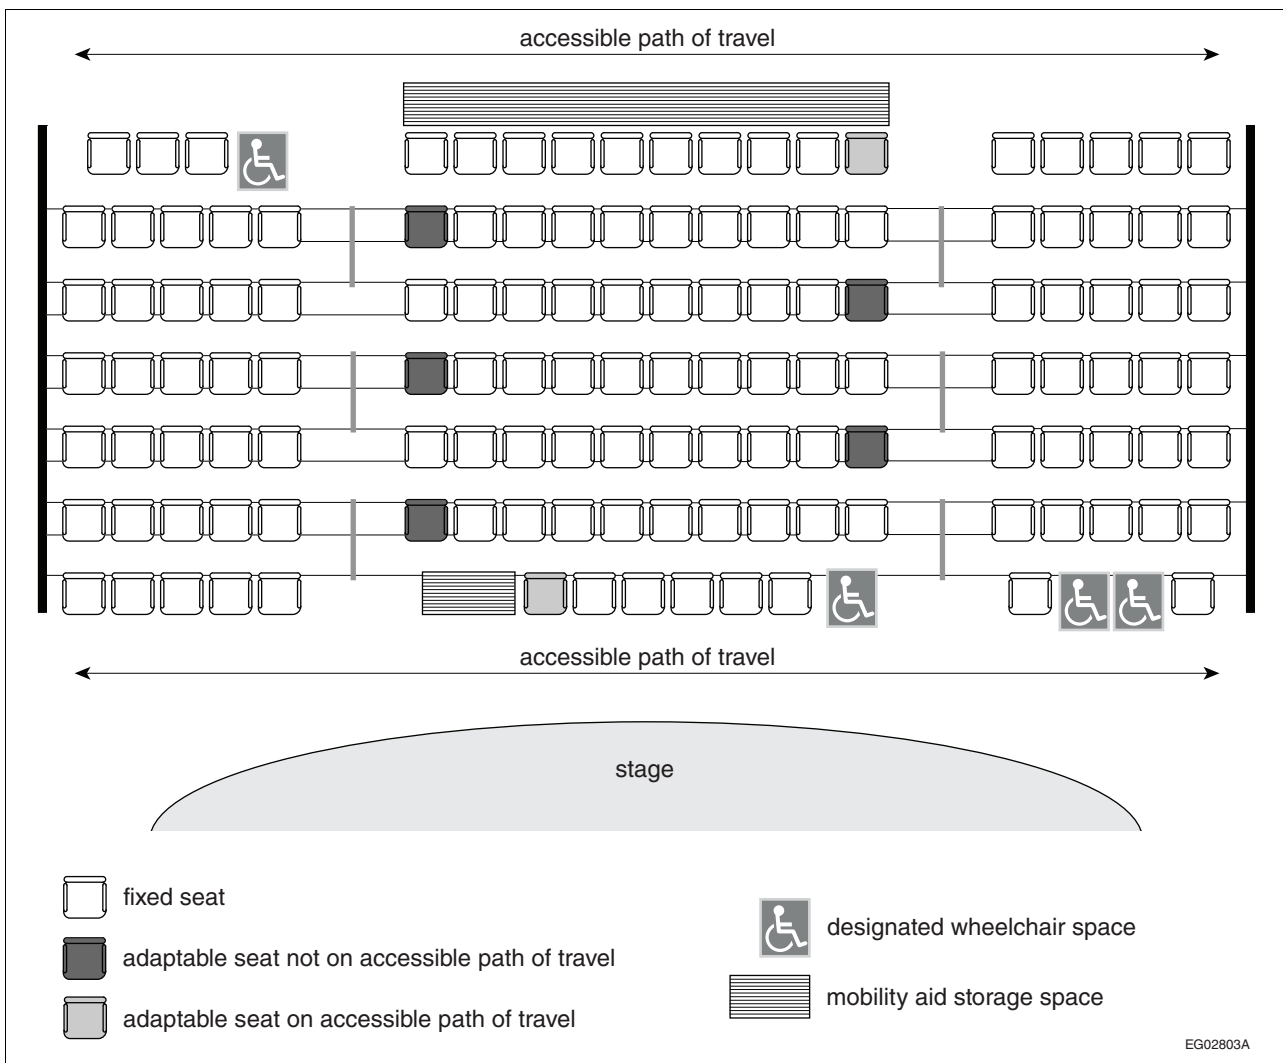 accessible path of travel
accessible path of travel
stage
fixed seat
adaptable seat not on accessible path of travel
adaptable seat on accessible path of travel
designated wheelchair space
mobility aid storage space
EG02803A